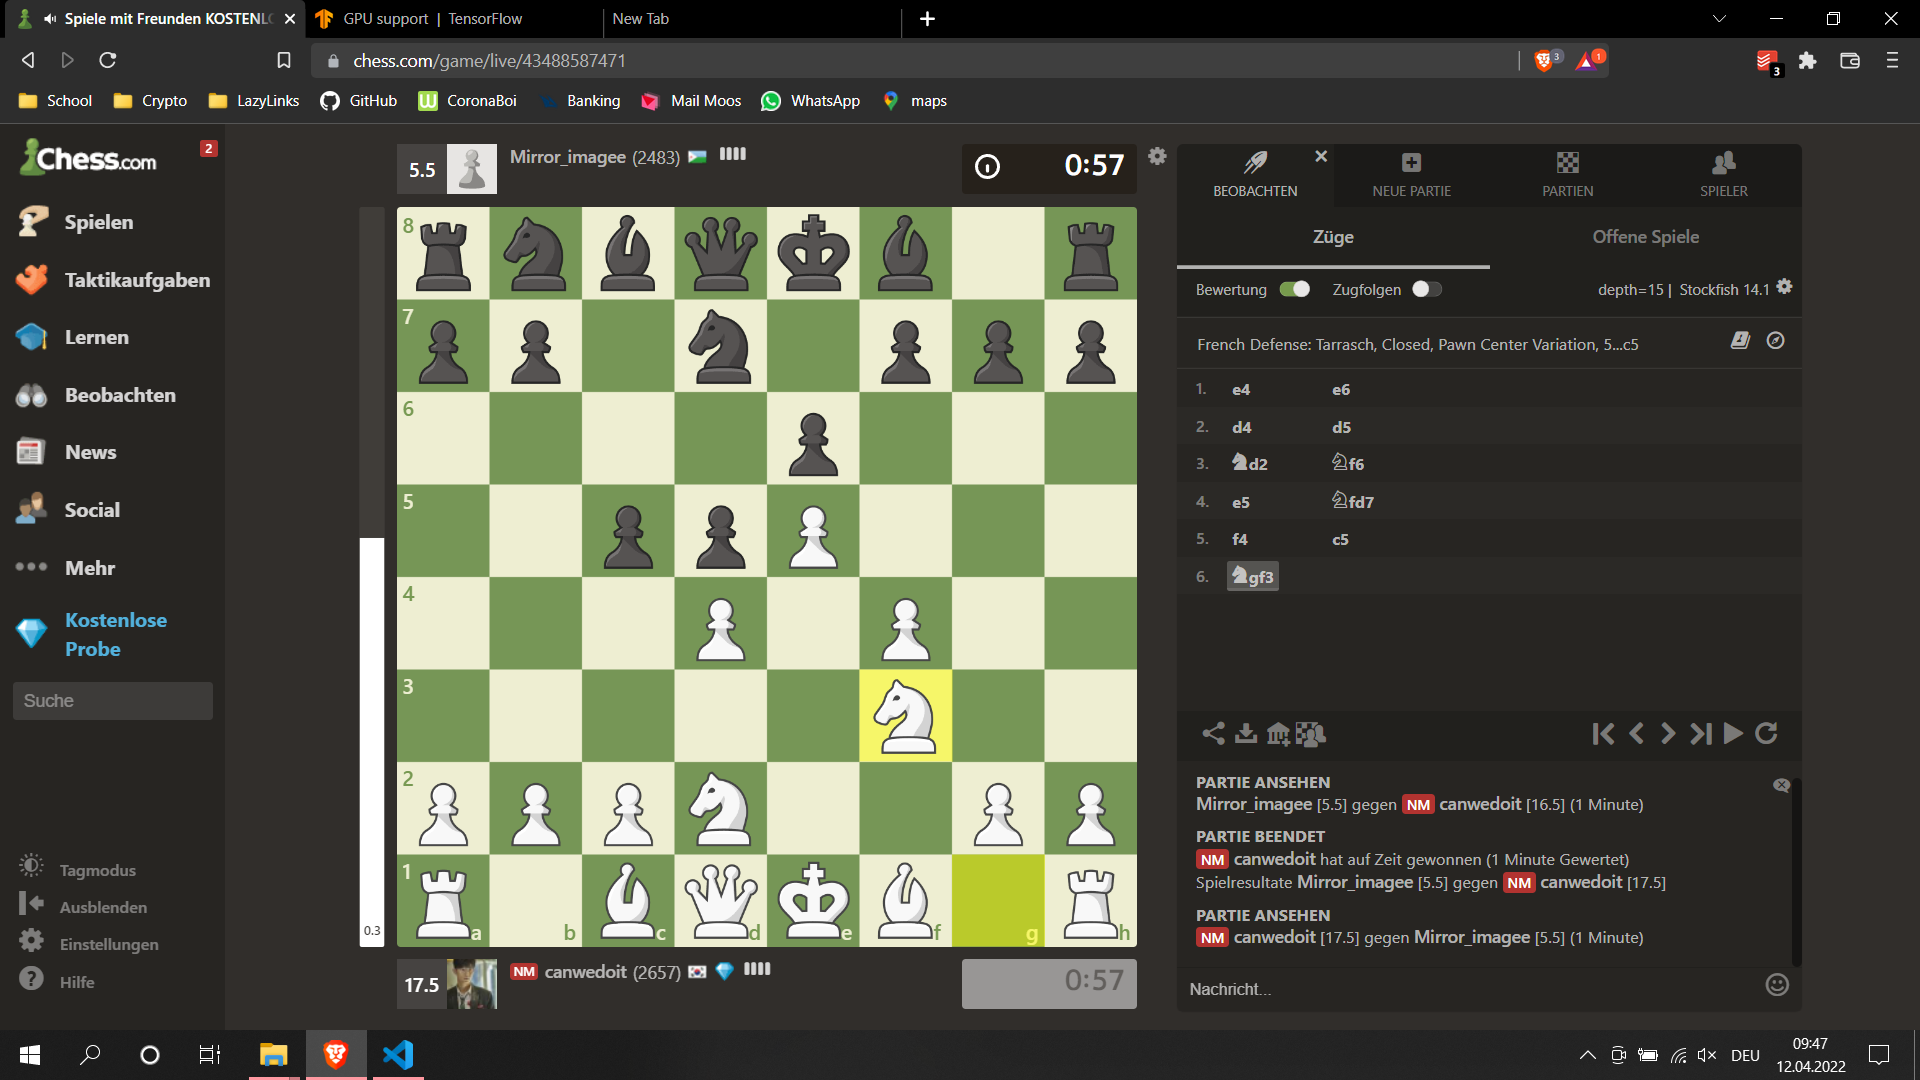 Spiele mit Freunden KOSTENLO
GPU support | TensorFlow
New Tab
chess.com/game/live/43488587471
3
1
3
School
Crypto
LazyLinks
GitHub
CoronaBoi
Banking
Mail Moos
WhatsApp
maps
Chess.com
2
Spielen
Taktikaufgaben
Lernen
Beobachten
News
Social
Mehr
Kostenlose
Probe
Suche
Tagmodus
Ausblenden
Einstellungen
Hilfe
5.5
Mirror_imagee (2483)
0:57
8
7
6
5
4
3
2
1
a b c d e f g h
0.3
17.5
NM canwedoit (2657)
0:57
BEOBACHTEN
NEUE PARTIE
PARTIEN
SPIELER
Züge
Offene Spiele
Bewertung
Zugfolgen
depth=15 | Stockfish 14.1
French Defense: Tarrasch, Closed, Pawn Center Variation, 5...c5
1. e4 e6
2. d4 d5
3. ♞d2 ♘f6
4. e5 ♘fd7
5. f4 c5
6. ♞gf3
PARTIE ANSEHEN
Mirror_imagee [5.5] gegen NM canwedoit [16.5] (1 Minute)
PARTIE BEENDET
NM canwedoit hat auf Zeit gewonnen (1 Minute Gewertet)
Spielresultate Mirror_imagee [5.5] gegen NM canwedoit [17.5]
PARTIE ANSEHEN
NM canwedoit [17.5] gegen Mirror_imagee [5.5] (1 Minute)
Nachricht...
DEU
09:47
12.04.2022